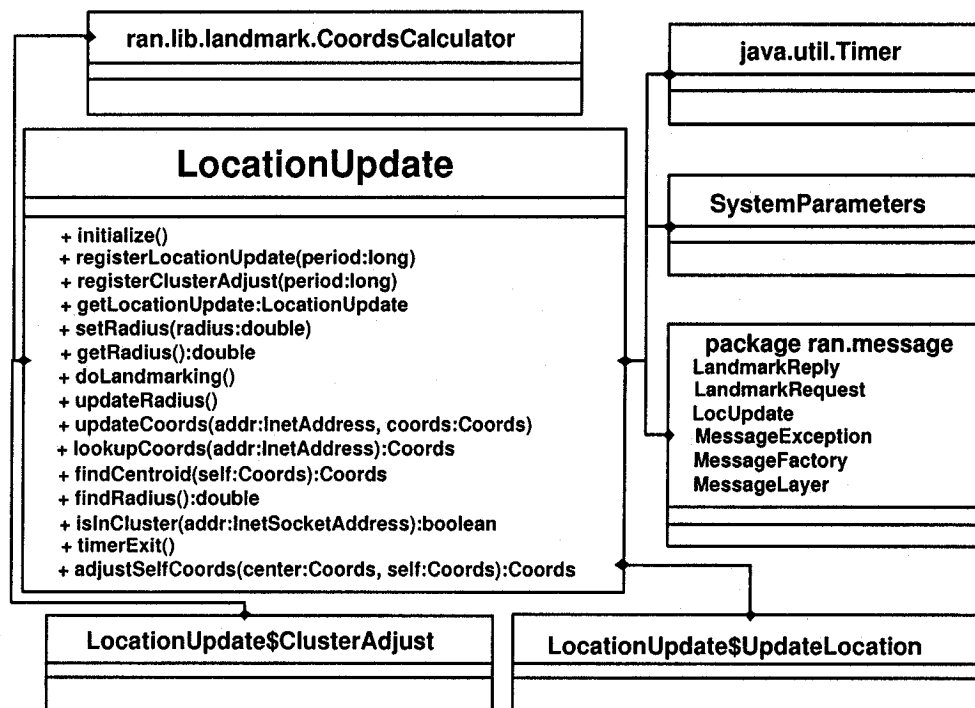 ran.lib.landmark.CoordsCalculator
java.util.Timer
LocationUpdate
+ initialize()
+ registerLocationUpdate(period:long)
+ registerClusterAdjust(period:long)
+ getLocationUpdate:LocationUpdate
+ setRadius(radius:double)
+ getRadius():double
+ doLandmarking()
+ updateRadius()
+ updateCoords(addr:InetAddress, coords:Coords)
+ lookupCoords(addr:InetAddress):Coords
+ findCentroid(self:Coords):Coords
+ findRadius():double
+ isInCluster(addr:InetSocketAddress):boolean
+ timerExit()
+ adjustSelfCoords(center:Coords, self:Coords):Coords
SystemParameters
package ran.message
LandmarkReply
LandmarkRequest
LocUpdate
MessageException
MessageFactory
MessageLayer
LocationUpdate$ClusterAdjust
LocationUpdate$UpdateLocation